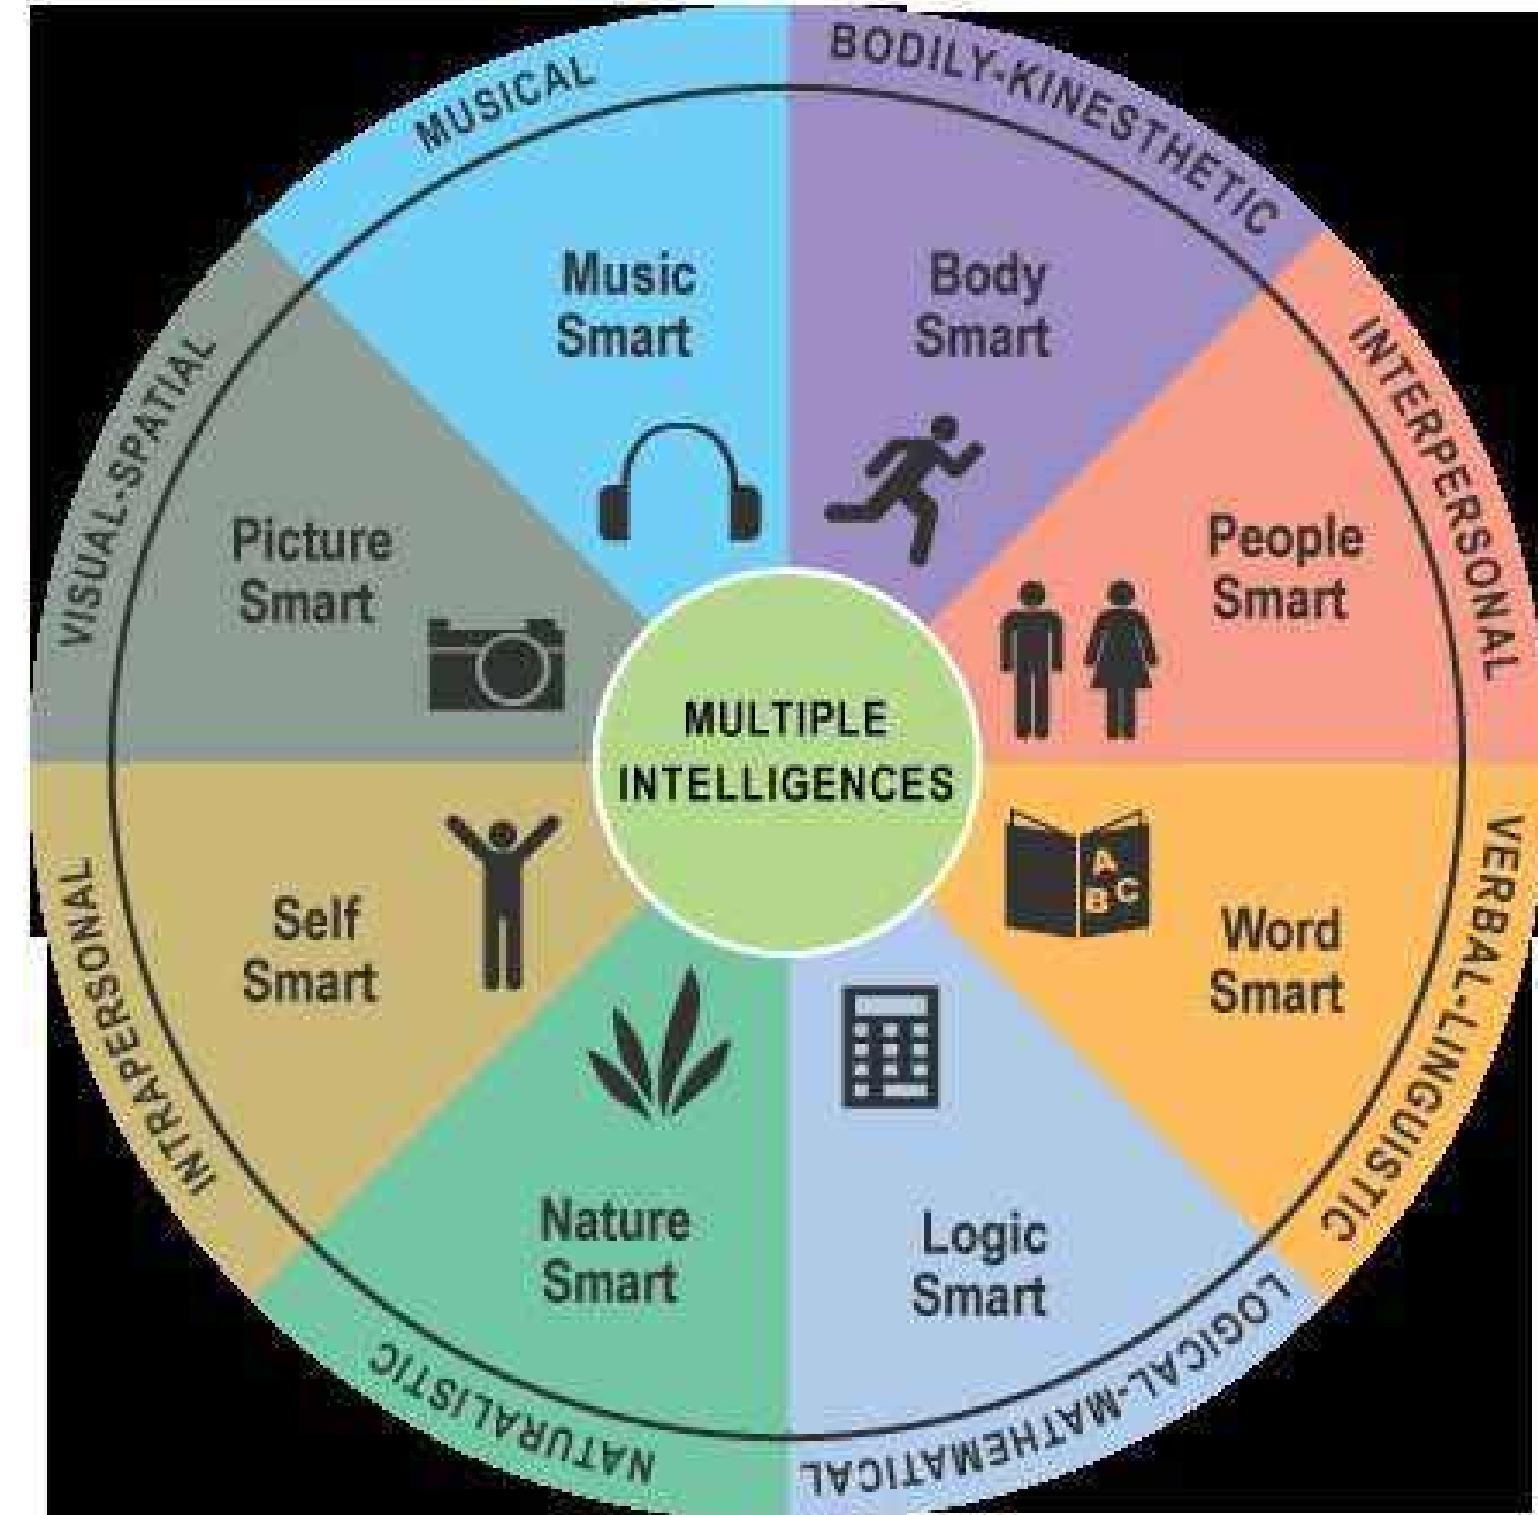 MULTIPLE
INTELLIGENCES
MUSICAL
Music
Smart
BODILY-KINESTHETIC
Body
Smart
INTERPERSONAL
People
Smart
VERBAL-LINGUISTIC
Word
Smart
A
B C
LOGICAL-MATHEMATICAL
Logic
Smart
NATURALISTIC
Nature
Smart
INTRAPERSONAL
Self
Smart
VISUAL-SPATIAL
Picture
Smart